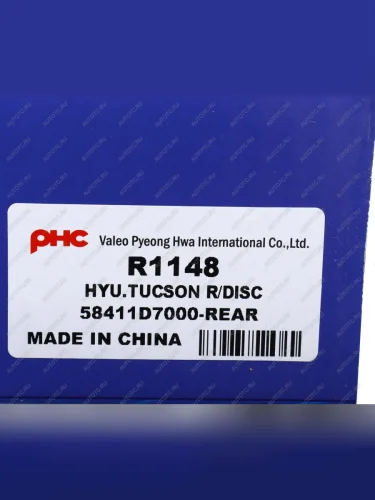 PHC Valeo Pyeong Hwa International Co.,Ltd.
R1148
HYU.TUCSON R/DISC
58411D7000-REAR
MADE IN CHINA